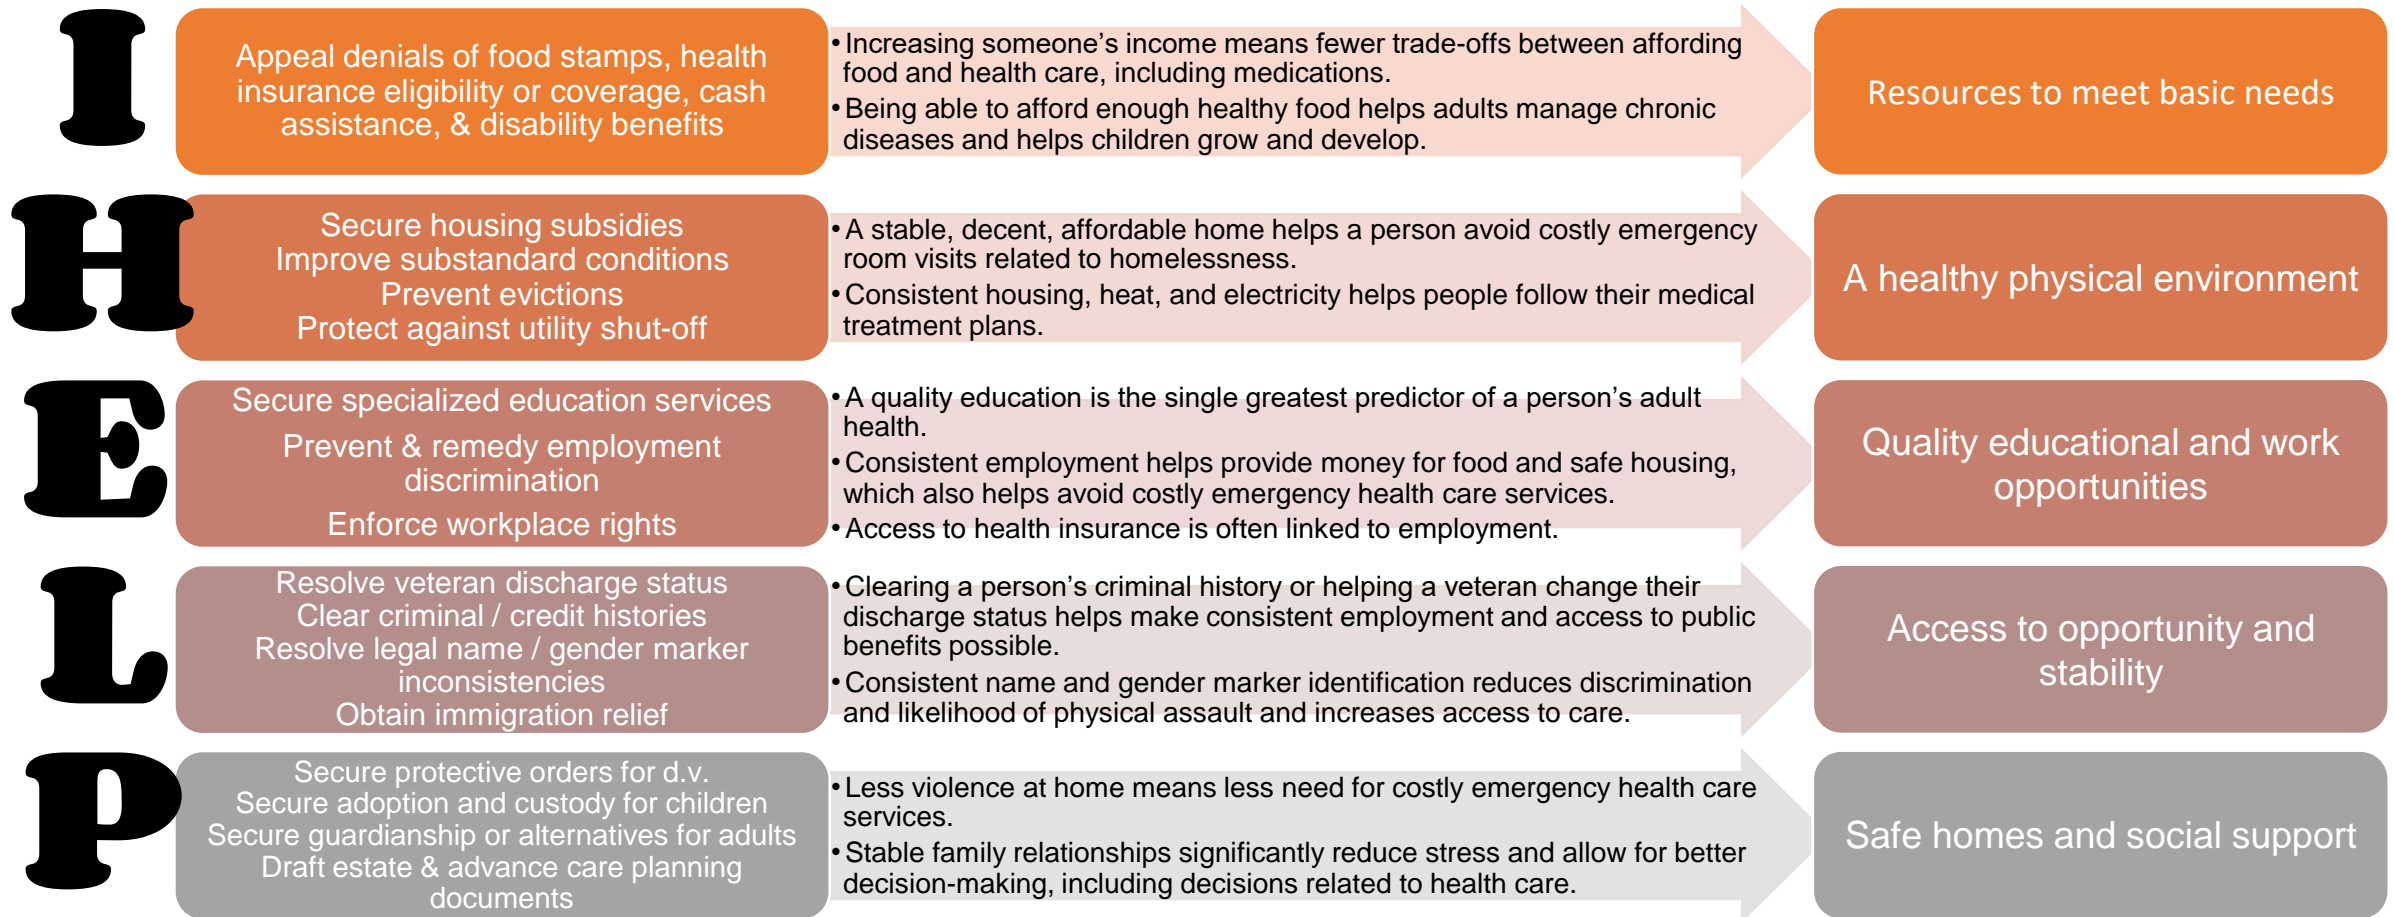 I
Appeal denials of food stamps, health
insurance eligibility or coverage, cash
assistance, & disability benefits
•Increasing someone’s income means fewer trade-offs between affording
food and health care, including medications.
•Being able to afford enough healthy food helps adults manage chronic
diseases and helps children grow and develop.
Resources to meet basic needs
H
Secure housing subsidies
Improve substandard conditions
Prevent evictions
Protect against utility shut-off
•A stable, decent, affordable home helps a person avoid costly emergency
room visits related to homelessness.
•Consistent housing, heat, and electricity helps people follow their medical
treatment plans.
A healthy physical environment
E
Secure specialized education services
Prevent & remedy employment
discrimination
Enforce workplace rights
•A quality education is the single greatest predictor of a person’s adult
health.
•Consistent employment helps provide money for food and safe housing,
which also helps avoid costly emergency health care services.
•Access to health insurance is often linked to employment.
Quality educational and work
opportunities
L
Resolve veteran discharge status
Clear criminal / credit histories
Resolve legal name / gender marker
inconsistencies
Obtain immigration relief
•Clearing a person’s criminal history or helping a veteran change their
discharge status helps make consistent employment and access to public
benefits possible.
•Consistent name and gender marker identification reduces discrimination
and likelihood of physical assault and increases access to care.
Access to opportunity and
stability
P
Secure protective orders for d.v.
Secure adoption and custody for children
Secure guardianship or alternatives for adults
Draft estate & advance care planning
documents
•Less violence at home means less need for costly emergency health care
services.
•Stable family relationships significantly reduce stress and allow for better
decision-making, including decisions related to health care.
Safe homes and social support